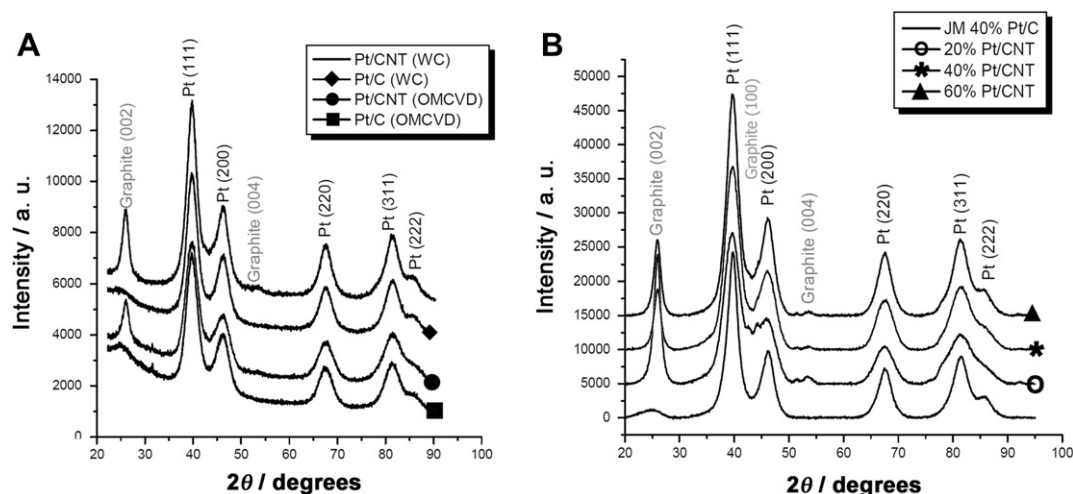 A
Pt/CNT (WC)
Pt/C (WC)
Pt/CNT (OMCVD)
Pt/C (OMCVD)
Graphite (002)
Pt (111)
Pt (200)
Graphite (004)
Pt (220)
Pt (311)
Pt (222)
14000
12000
10000
8000
6000
4000
2000
0
Intensity / a. u.
20 30 40 50 60 70 80 90 100
2θ / degrees
B
JM 40% Pt/C
20% Pt/CNT
40% Pt/CNT
60% Pt/CNT
Graphite (002)
Pt (111)
Graphite (100)
Pt (200)
Graphite (004)
Pt (220)
Pt (311)
Pt (222)
50000
45000
40000
35000
30000
25000
20000
15000
10000
5000
0
Intensity / a. u.
20 30 40 50 60 70 80 90 100
2θ / degrees